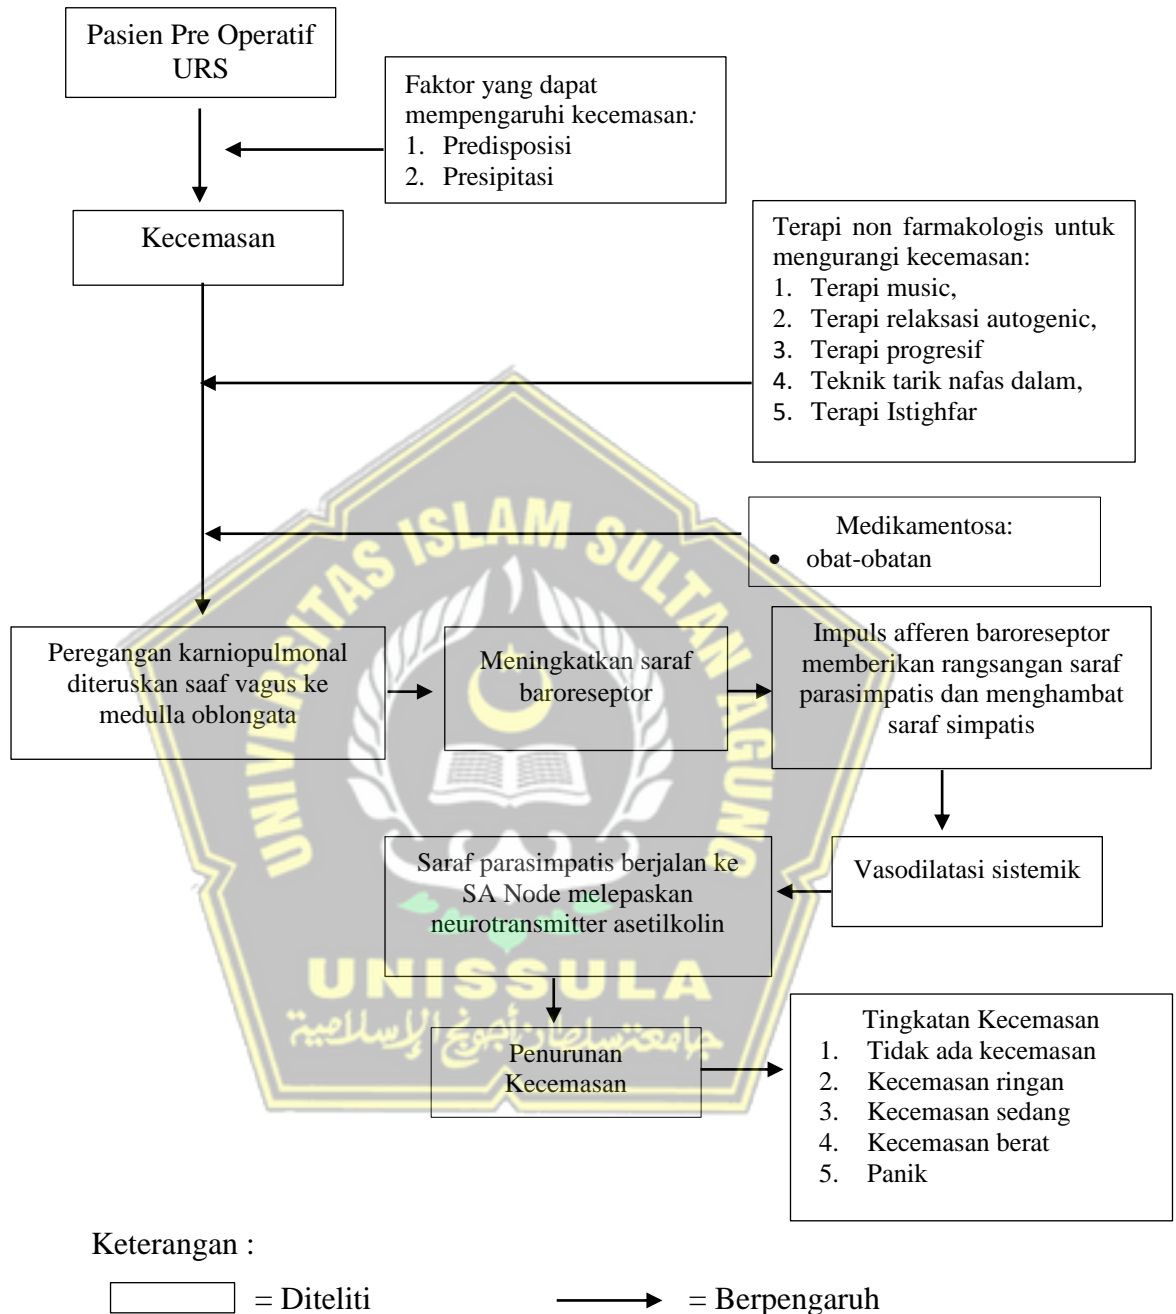 Pasien Pre Operatif
URS
Faktor yang dapat
mempengaruhi kecemasan:
1. Predisposisi
2. Presipitasi
Kecemasan
Terapi non farmakologis untuk
mengurangi kecemasan:
1. Terapi music,
2. Terapi relaksasi autogenic,
3. Terapi progresif
4. Teknik tarik nafas dalam,
5. Terapi Istighfar
Medikamentosa:
• obat-obatan
Peregangan karniopulmonal
diteruskan saaf vagus ke
medulla oblongata
Meningkatkan saraf
baroreseptor
Impuls afferen baroreseptor
memberikan rangsangan saraf
parasimpatis dan menghambat
saraf simpatis
Saraf parasimpatis berjalan ke
SA Node melepaskan
neurotransmitter asetilkolin
Vasodilatasi sistemik
Penurunan
Kecemasan
Tingkatan Kecemasan
1. Tidak ada kecemasan
2. Kecemasan ringan
3. Kecemasan sedang
4. Kecemasan berat
5. Panik
UNIVERSITAS ISLAM SULTAN AGUNG
UNISSULA
جامعتسلطان أجونج الإسلامية
Keterangan :
= Diteliti
= Berpengaruh